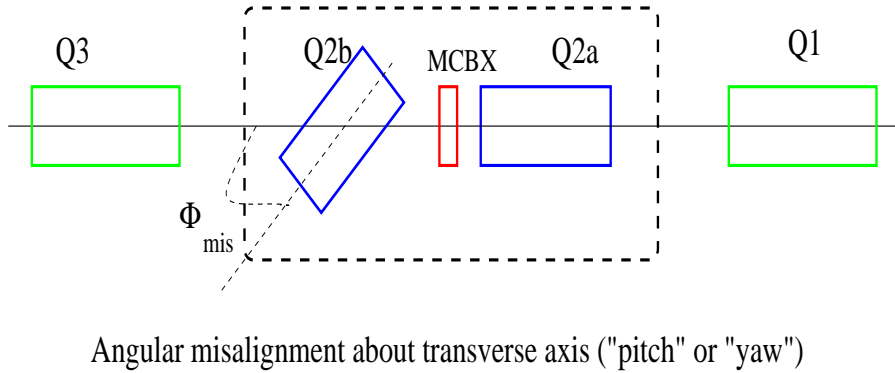 Q3
Q2b
MCBX
Q2a
Q1
Φ mis
Angular misalignment about transverse axis ("pitch" or "yaw")